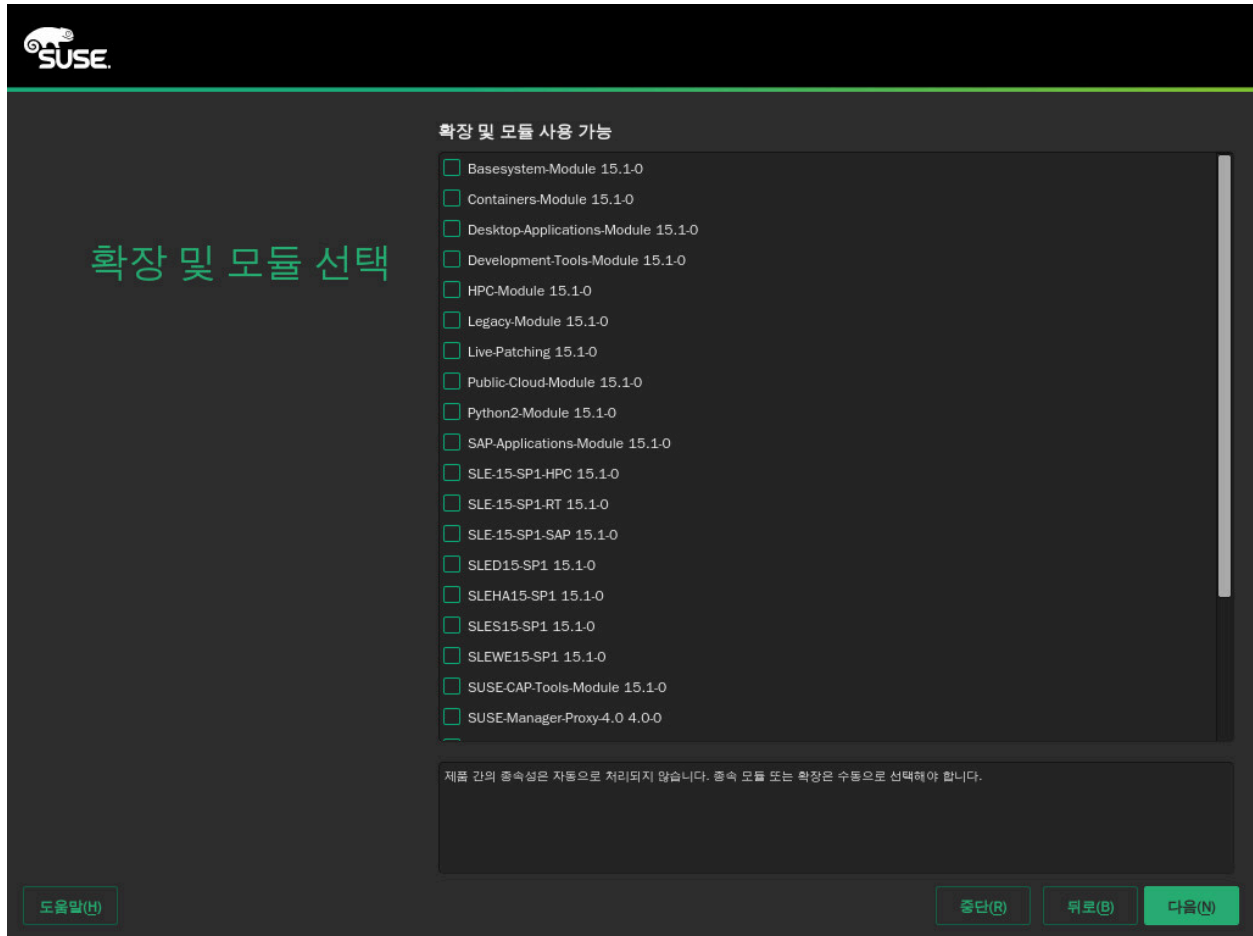 SUSE.
확장 및 모듈 사용 가능
Basesystem-Module 15.1-0
Containers-Module 15.1-0
Desktop-Applications-Module 15.1-0
확장 및 모듈 선택
Development-Tools-Module 15.1-0
HPC-Module 15.1-0
Legacy-Module 15.1-0
Live-Patching 15.1-0
Public-Cloud-Module 15.1-0
Python2-Module 15.1-0
SAP-Applications-Module 15.1-0
SLE-15-SP1-HPC 15.1-0
SLE-15-SP1-RT 15.1-0
SLE-15-SP1-SAP 15.1-0
SLED15-SP1 15.1-0
SLEHA15-SP1 15.1-0
SLES15-SP1 15.1-0
SLEWE15-SP1 15.1-0
SUSE-CAP-Tools-Module 15.1-0
SUSE-Manager-Proxy-4.0 4.0-0
제품 간의 종속성은 자동으로 처리되지 않습니다. 종속 모듈 또는 확장은 수동으로 선택해야 합니다.
도움말(H) 중단(R) 뒤로(B) 다음(N)